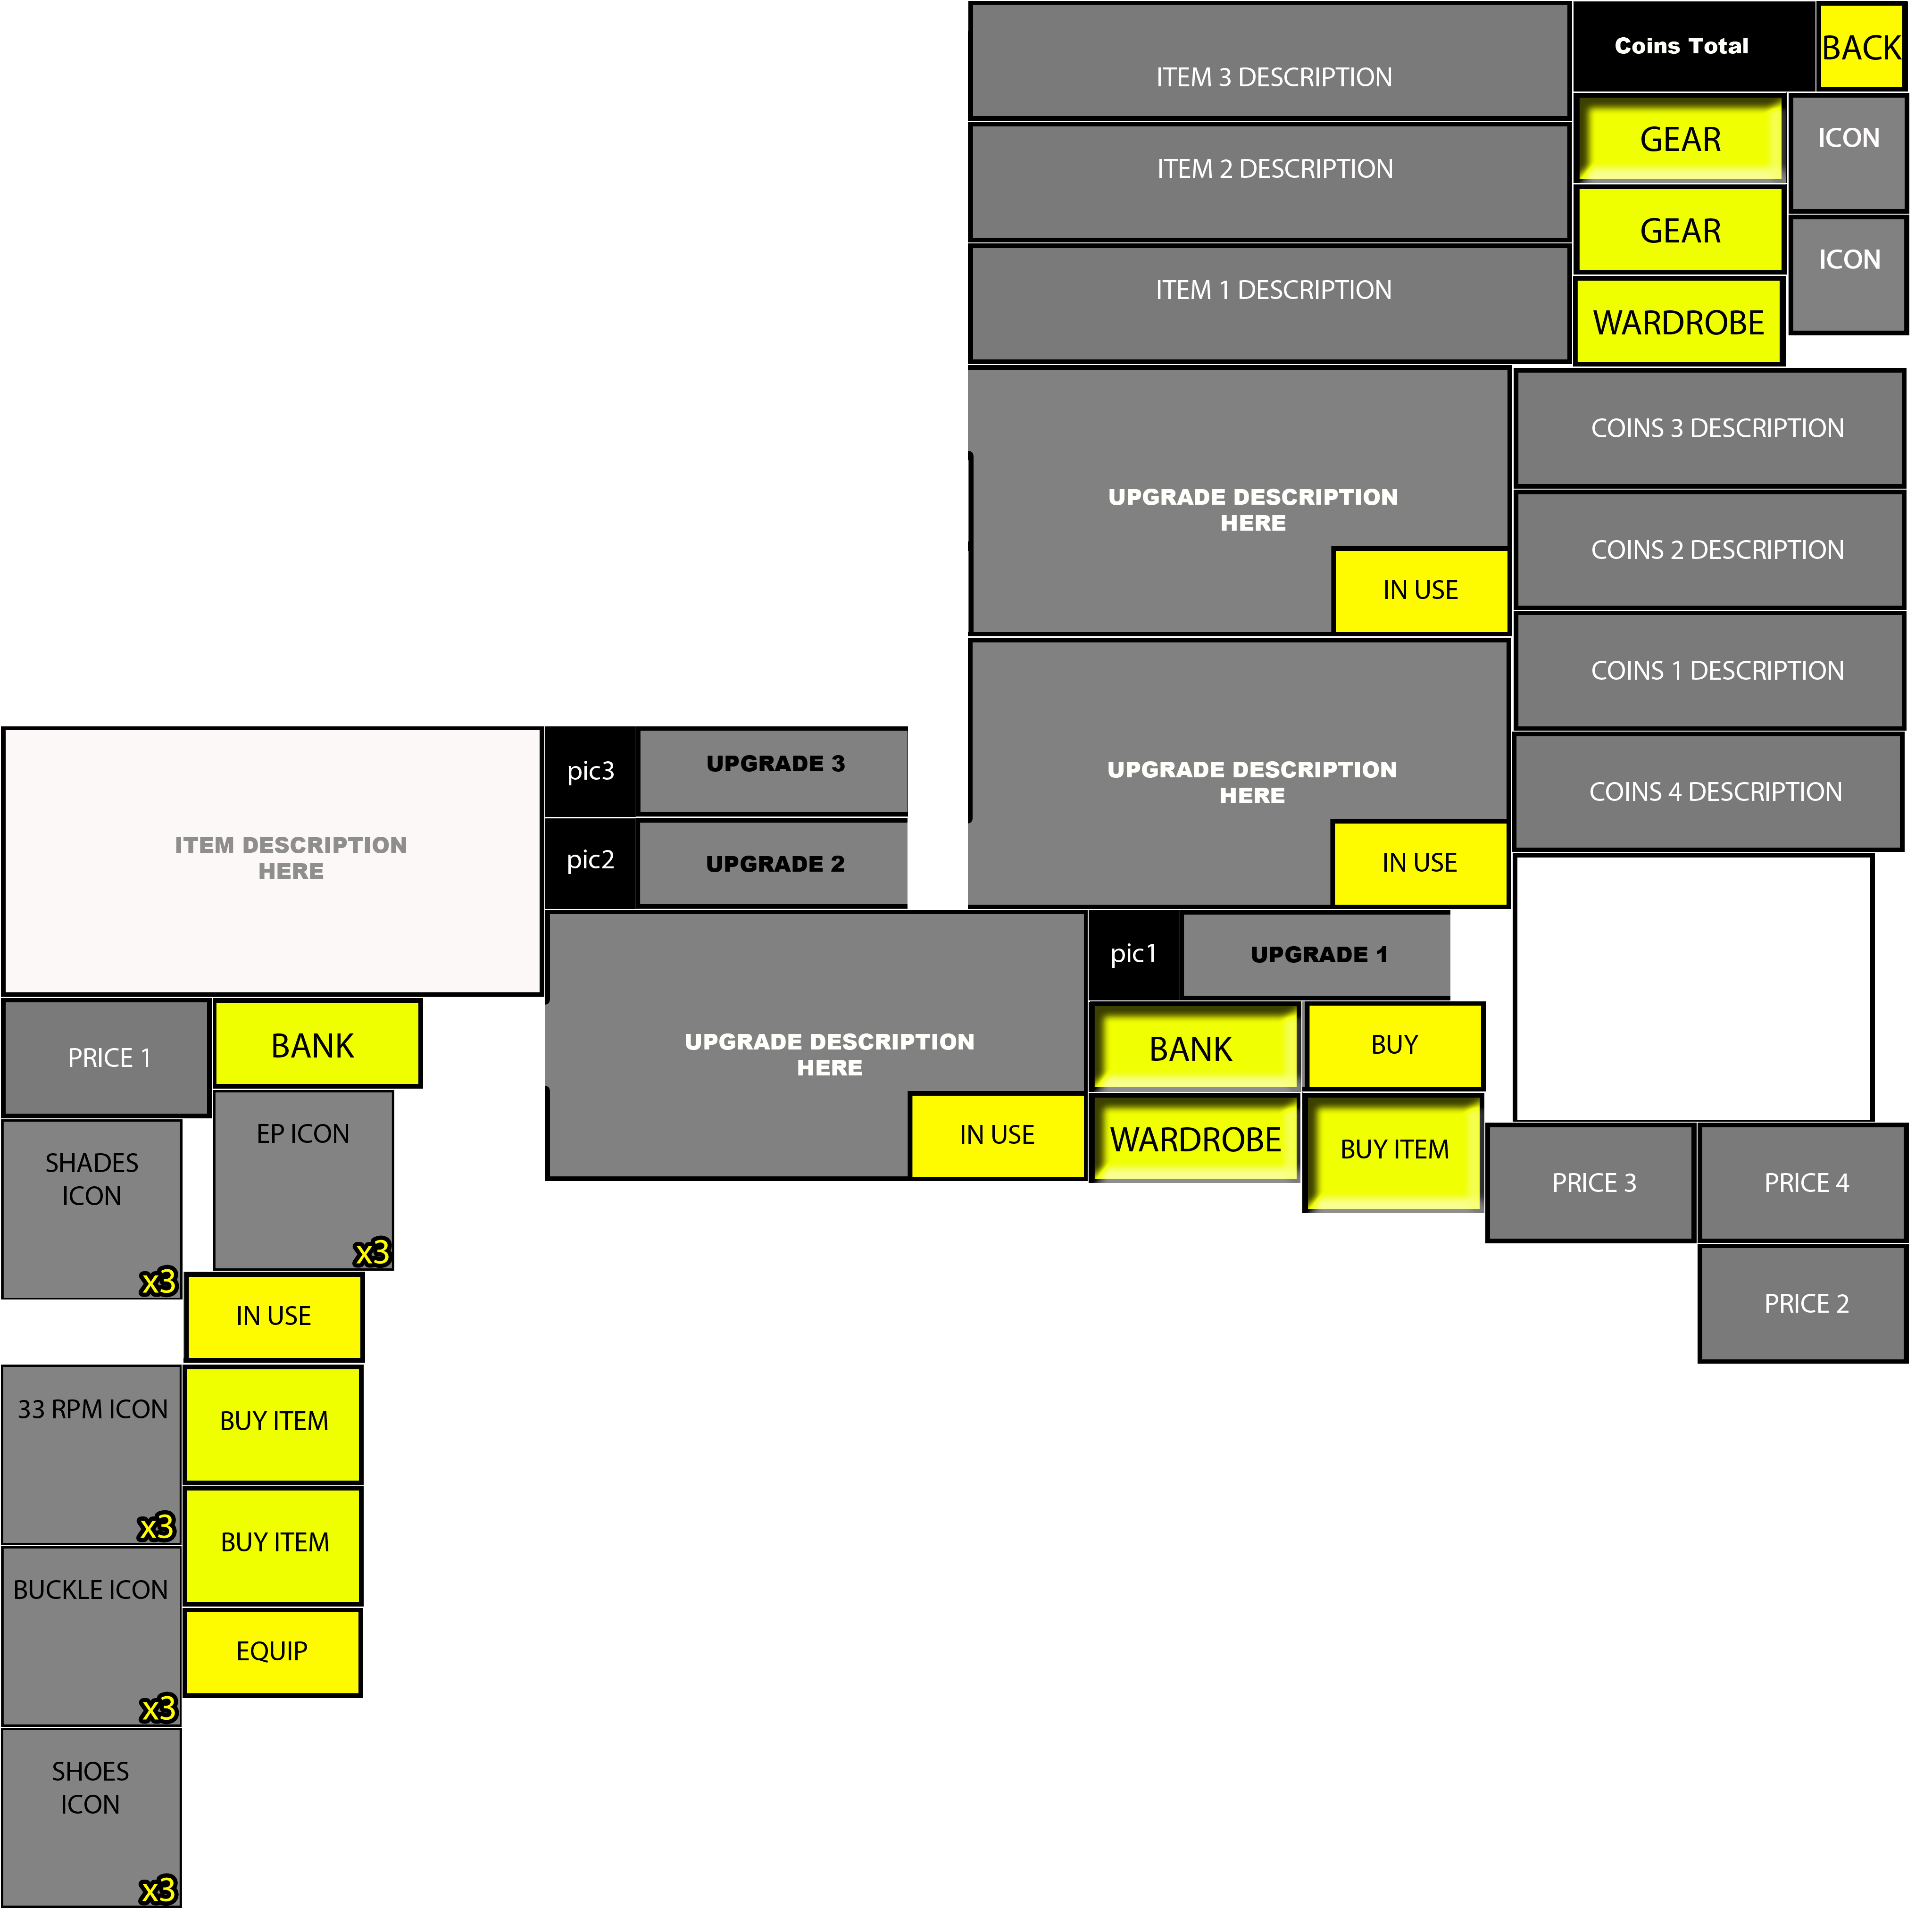 ITEM 3 DESCRIPTION
Coins Total
BACK
GEAR
ICON
ITEM 2 DESCRIPTION
GEAR
ICON
ITEM 1 DESCRIPTION
WARDROBE
COINS 3 DESCRIPTION
UPGRADE DESCRIPTION
HERE
IN USE
COINS 2 DESCRIPTION
COINS 1 DESCRIPTION
UPGRADE DESCRIPTION
HERE
IN USE
COINS 4 DESCRIPTION
ITEM DESCRIPTION
HERE
pic3
UPGRADE 3
pic2
UPGRADE 2
pic1
UPGRADE 1
UPGRADE DESCRIPTION
HERE
IN USE
BANK
BUY
WARDROBE
BUY ITEM
PRICE 3
PRICE 4
PRICE 2
PRICE 1
BANK
SHADES
ICON
x3
EP ICON
x3
IN USE
33 RPM ICON
x3
BUY ITEM
BUY ITEM
BUCKLE ICON
x3
EQUIP
SHOES
ICON
x3